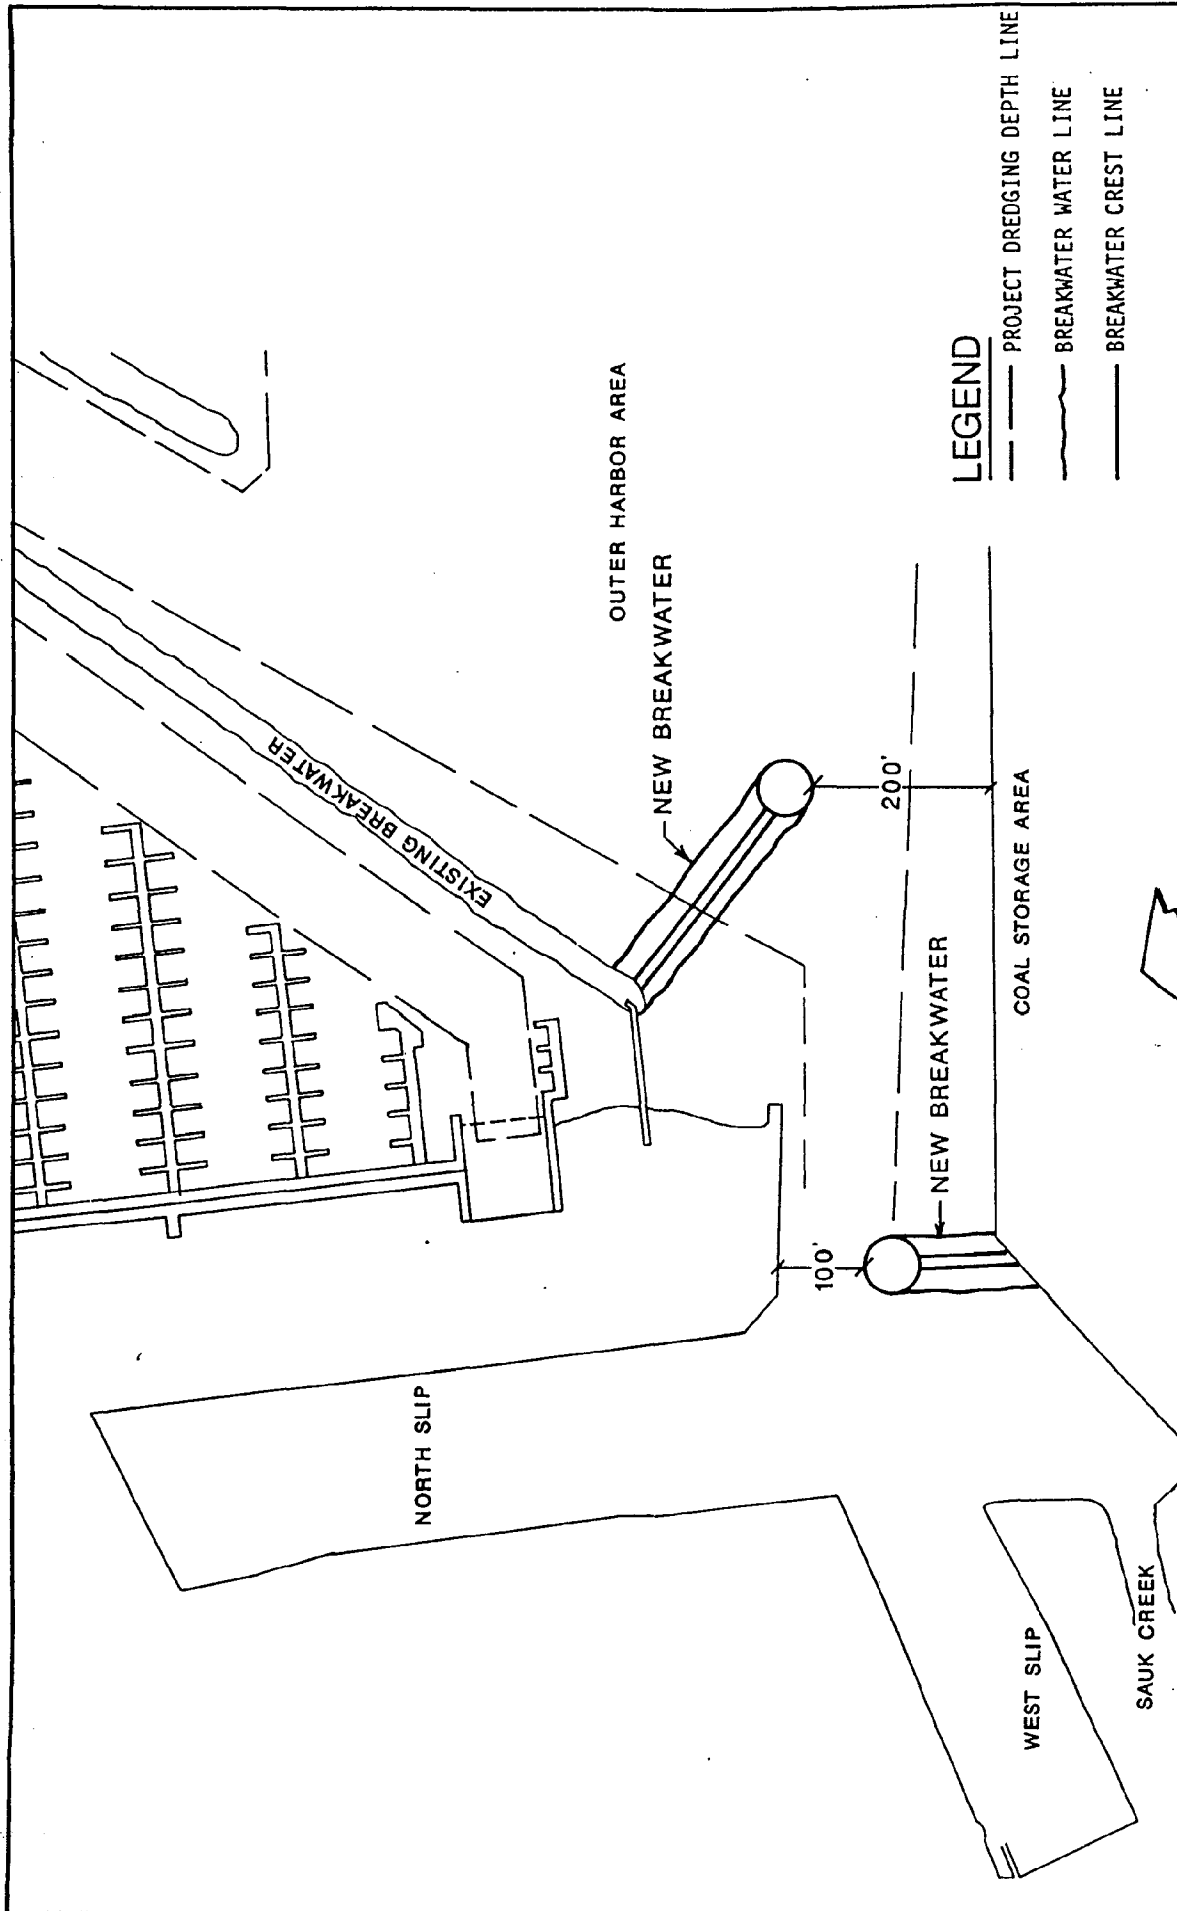 EXISTING BREAKWATER
OUTER HARBOR AREA
NEW BREAKWATER
200'
COAL STORAGE AREA
NEW BREAKWATER
100'
NORTH SLIP
WEST SLIP
SAUK CREEK
LEGEND
PROJECT DREDGING DEPTH LINE
BREAKWATER WATER LINE
BREAKWATER CREST LINE